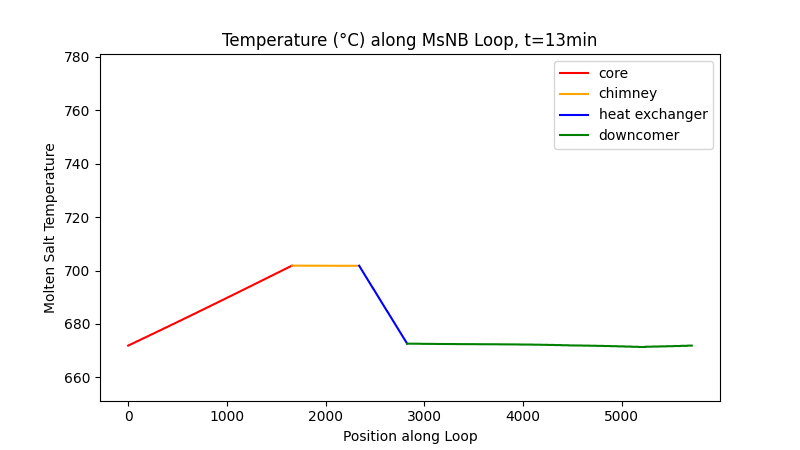 Temperature (°C) along MsNB Loop, t=13min
core
chimney
heat exchanger
downcomer
Molten Salt Temperature
780
760
740
720
700
680
660
0 1000 2000 3000 4000 5000
Position along Loop